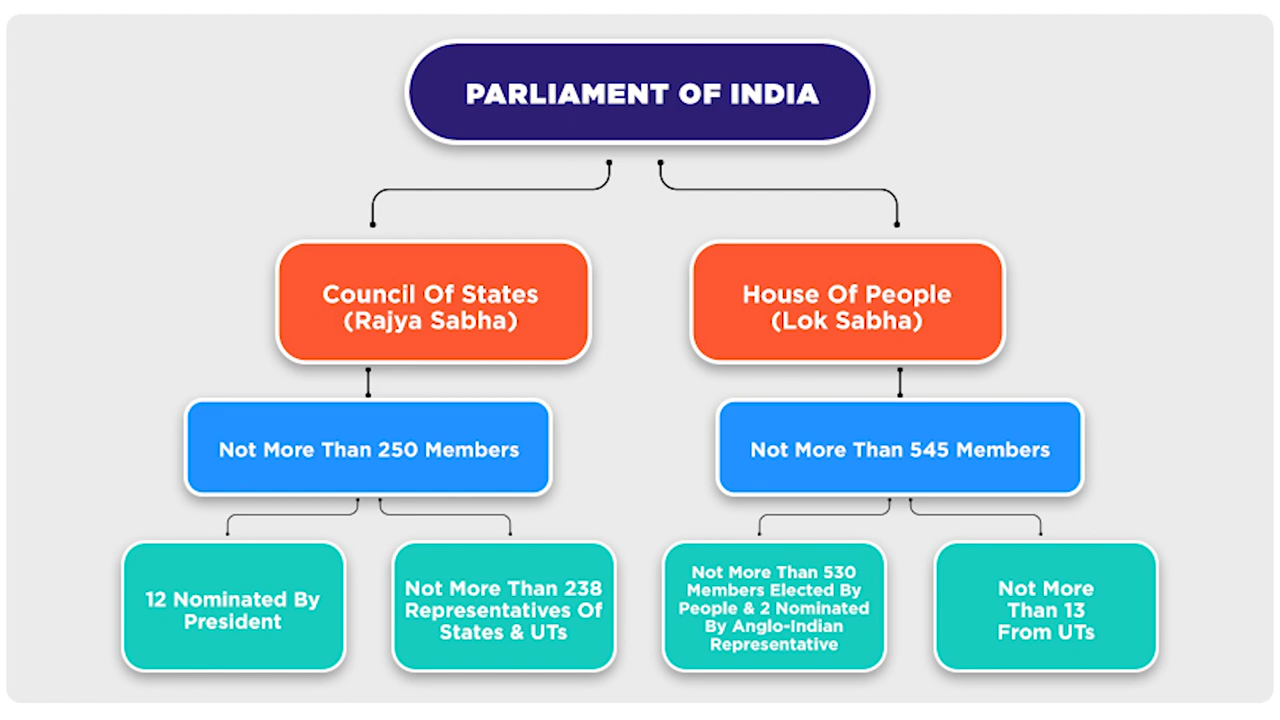 PARLIAMENT OF INDIA
Council Of States
(Rajya Sabha)
House Of People
(Lok Sabha)
Not More Than 250 Members
Not More Than 545 Members
12 Nominated By
President
Not More Than 238
Representatives Of
States & UTs
Not More Than 530
Members Elected By
People & 2 Nominated
By Anglo-Indian
Representative
Not More
Than 13
From UTs